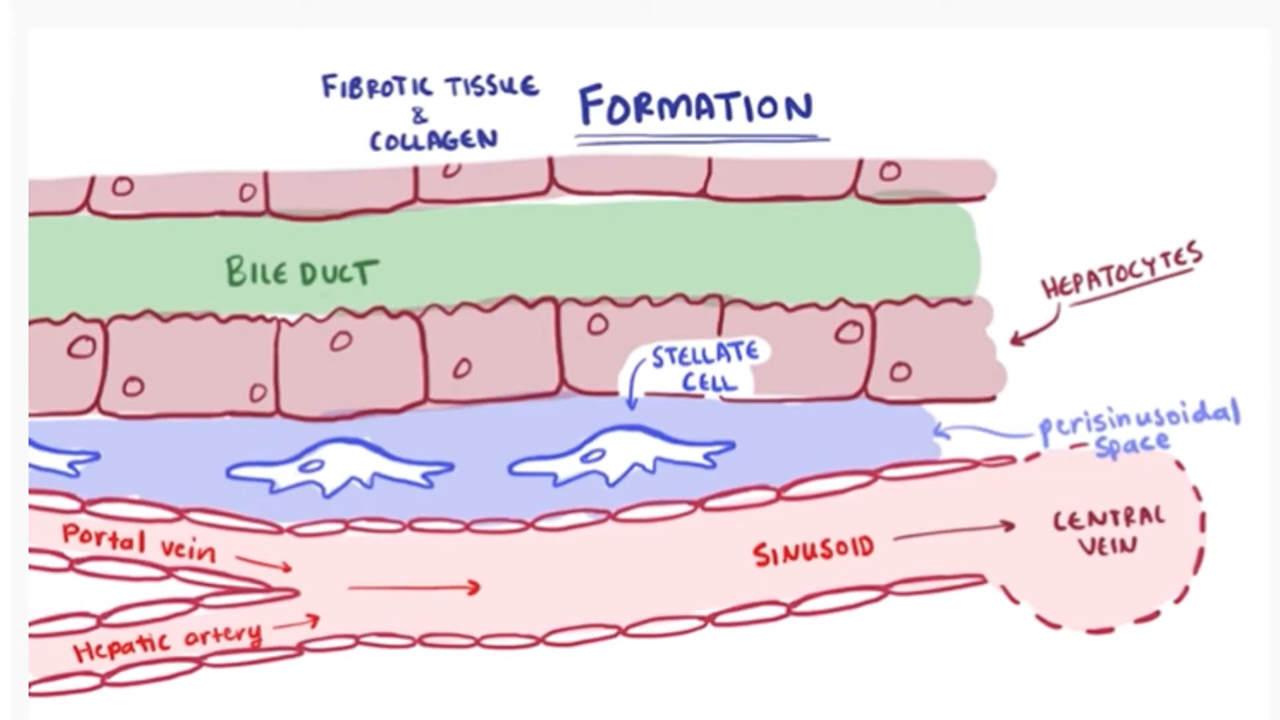 FIBROTIC TISSUE
&
COLLAGEN
FORMATION
BILE DUCT
HEPATOCYTES
STELLATE
CELL
perisinusoidal
space
Portal vein
SINUSOID
CENTRAL
VEIN
Hepatic artery